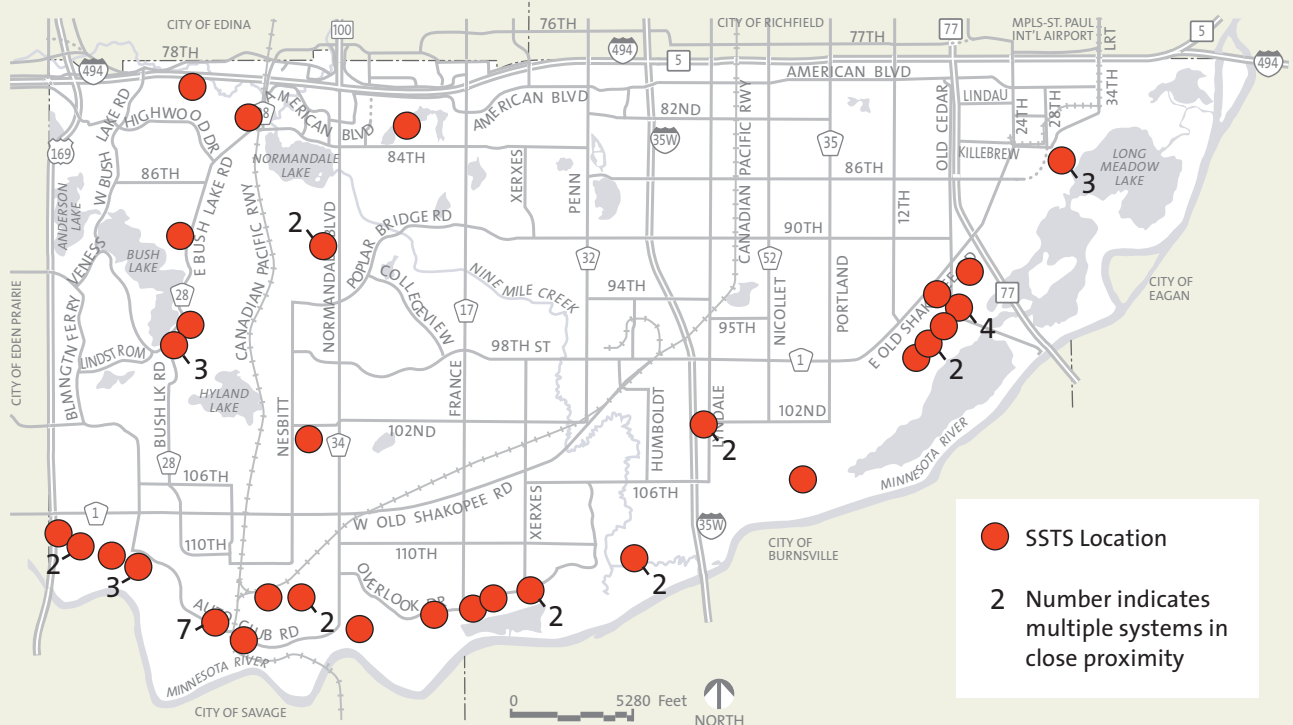 CITY OF EDINA
100
76TH
CITY OF RICHFIELD
77TH
77
MPLS-ST. PAUL
INT'L AIRPORT
LRT
5
78TH
494
494
5
494
AMERICAN BLVD
34TH
W BUSH LAKE RD
HIGHWOOD DR
28
AMERICAN BLVD
AMERICAN BLVD
82ND
LINDAU
24TH
28TH
169
NORMANDALE
LAKE
84TH
35W
CANADIAN PACIFIC RWY
35
OLD CEDAR
KILLEBREW
LONG
MEADOW
LAKE
3
86TH
XERXES
PENN
86TH
12TH
ANDERSON
LAKE
E BUSH LAKE RD
CANADIAN PACIFIC RWY
2
NORMANDALE BLVD
POPLAR BRIDGE RD
90TH
VENESS
BUSH
LAKE
COLLEGEVIEW
NINE MILE CREEK
32
52
PORTLAND
E OLD SHAKOPEE RD
77
CITY OF
EAGAN
28
17
94TH
NICOLLET
95TH
4
CITY OF EDEN PRAIRIE
BLMNGTN FERRY
LINDSTROM
3
98TH ST
1
2
BUSH LK RD
HYLAND
LAKE
NESBITT
FRANCE
HUMBOLDT
LYNDALE
102ND
2
102ND
34
28
106TH
106TH
MINNESOTA RIVER
W OLD SHAKOPEE RD
XERXES
1
35W
110TH
110TH
CITY OF
BURNSVILLE
2
3
OVERLOOK DR
2
2
2
7
AUTO CLUB RD
MINNESOTA RIVER
CITY OF SAVAGE
0 5280 Feet
NORTH
SSTS Location
2 Number indicates
multiple systems in
close proximity